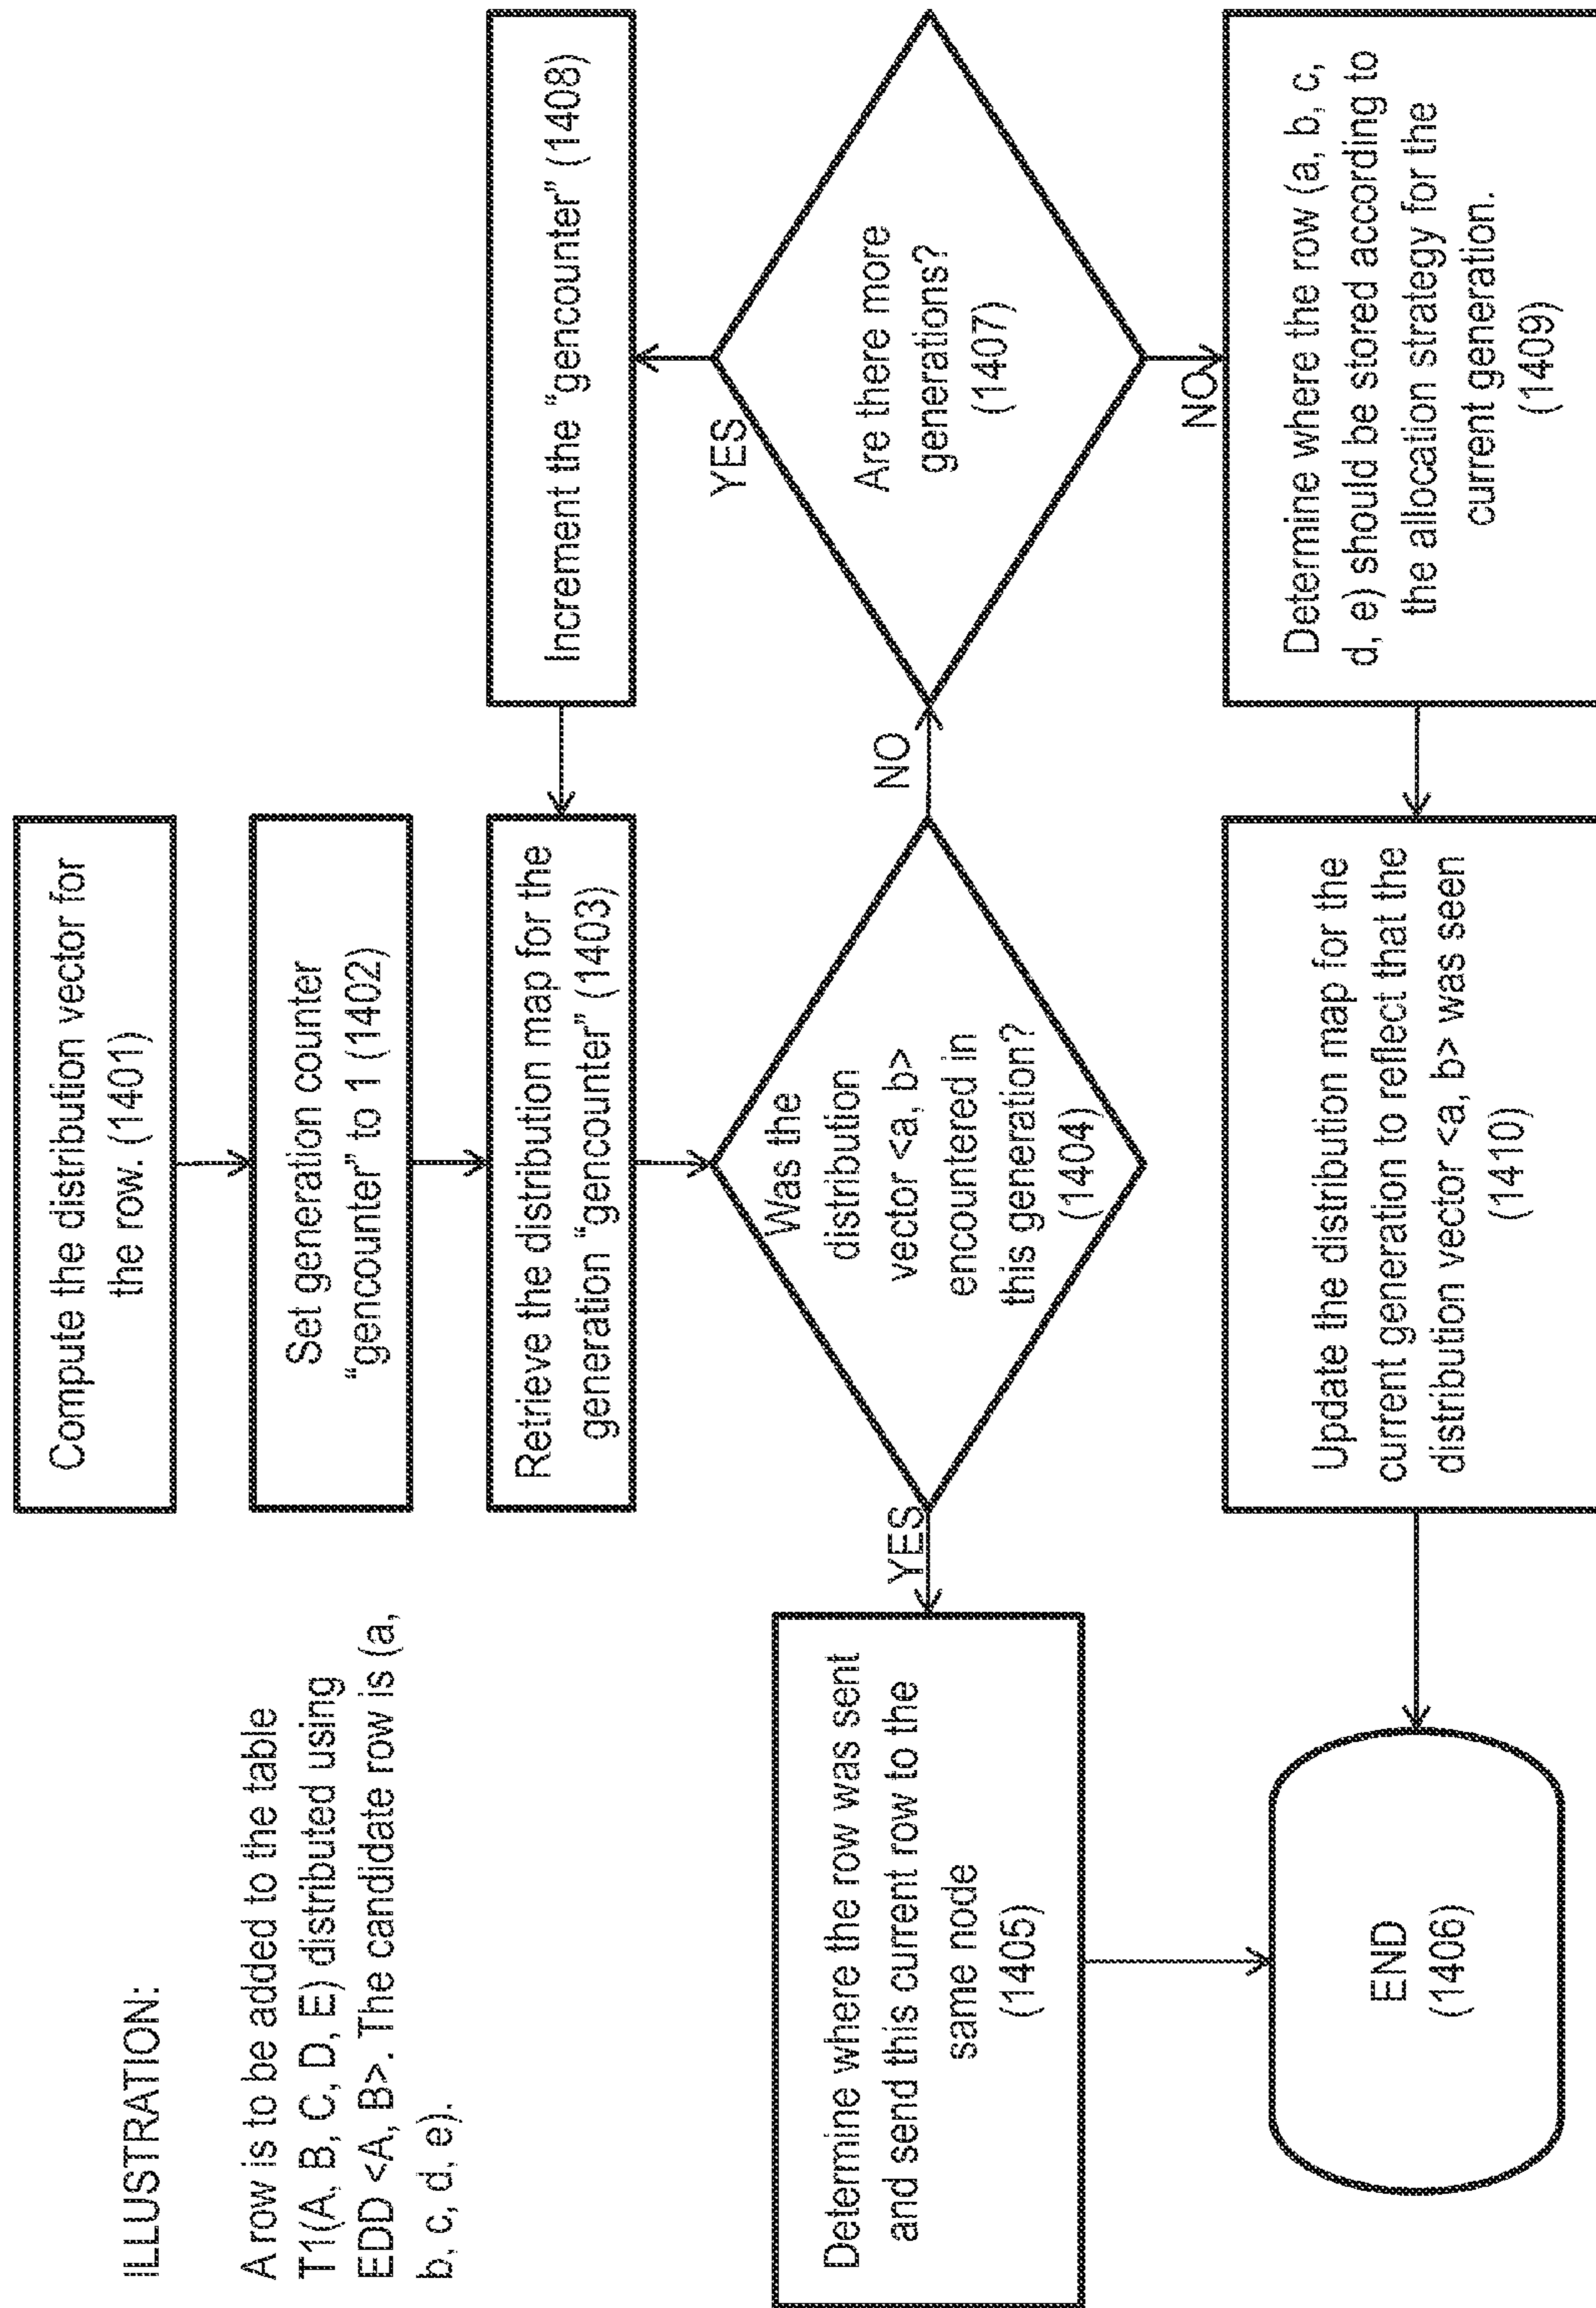 ILLUSTRATION:
A row is to be added to the table
T1(A, B, C, D, E) distributed using
EDD <A, B>. The candidate row is (a,
b, c, d, e).
Compute the distribution vector for
the row. (1401)
Set generation counter
“gencounter” to 1 (1402)
Retrieve the distribution map for the
generation “gencounter” (1403)
Increment the “gencounter” (1408)
Was the
distribution
vector <a, b>
encountered in
this generation?
(1404)
YES
NO
Are there more
generations?
(1407)
YES
NO
Determine where the row was sent
and send this current row to the
same node
(1405)
END
(1406)
Update the distribution map for the
current generation to reflect that the
distribution vector <a, b> was seen
(1410)
Determine where the row (a, b, c,
d, e) should be stored according to
the allocation strategy for the
current generation.
(1409)